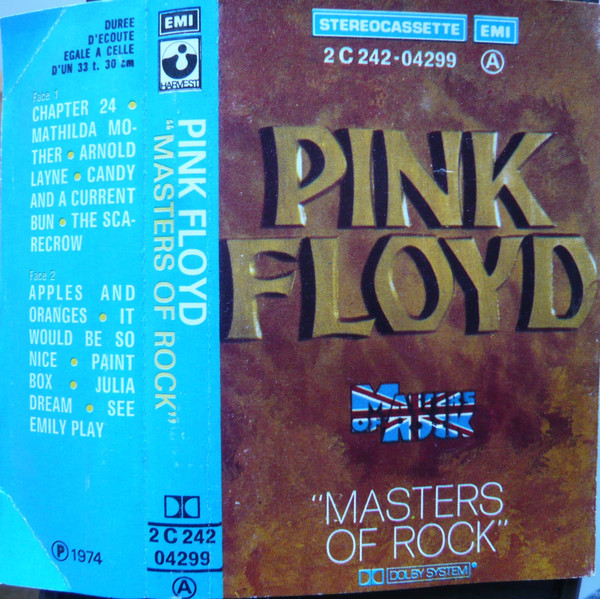 DUREE
D'ECOUTE
EGALE A CELLE
D'UN 33 t. 30 cm
Face 1
CHAPTER 24 •
MATHILDA MO-
THER • ARNOLD
LAYNE • CANDY
AND A CURRENT
BUN • THE SCA-
RECROW
Face 2
APPLES AND
ORANGES • IT
WOULD BE SO
NICE • PAINT
BOX • JULIA
DREAM • SEE
EMILY PLAY
℗ 1974
EMI
HARVEST
PINK FLOYD
"MASTERS OF ROCK"
2 C 242
04299
A
STEREOCASSETTE EMI
2 C 242-04299 A
PINK
FLOYD
MASTERS
OF ROCK
"MASTERS
OF ROCK"
DOLBY SYSTEM